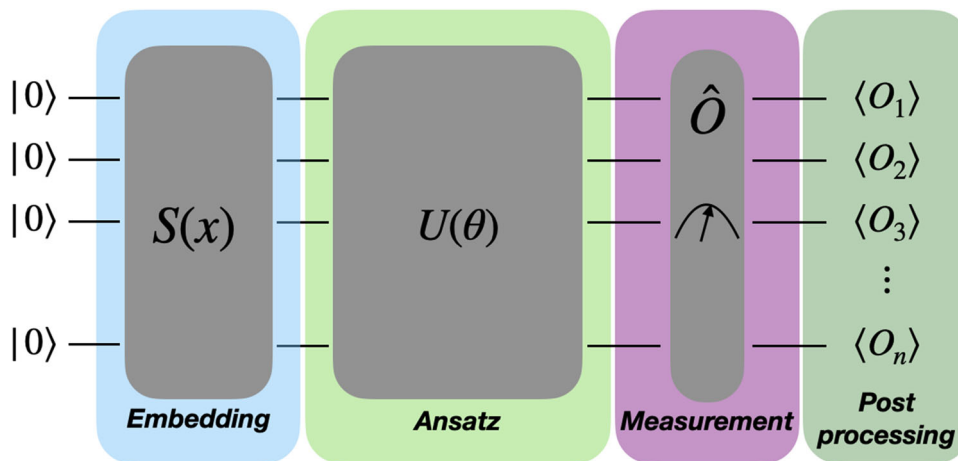 |0⟩ ⟨O₁⟩
|0⟩ Ô ⟨O₂⟩
|0⟩ S(x) U(θ) ⟨O₃⟩
⋮
|0⟩ ⟨Oₙ⟩
Embedding Ansatz Measurement Post
processing